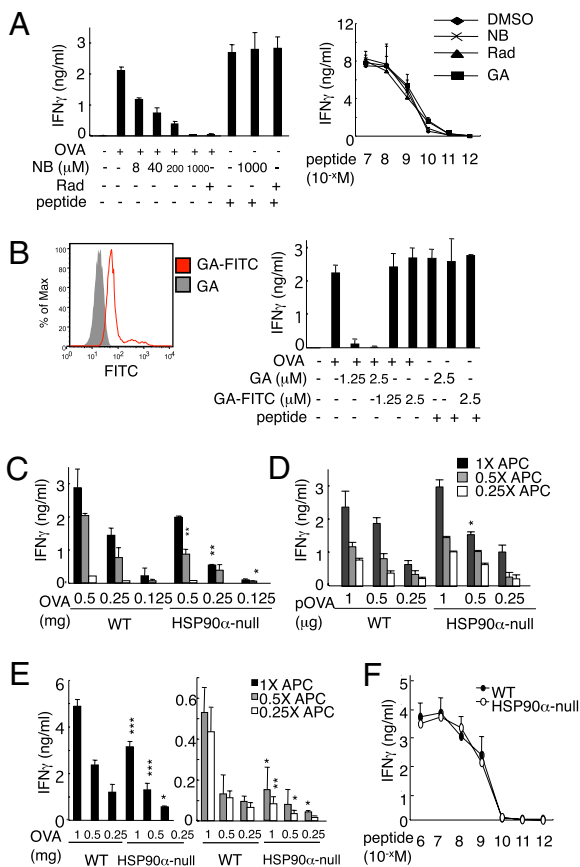 A
IFNγ (ng/ml)
3
2
1
0
OVA - + + + + + + - - -
NB (μM) - - 8 40 200 1000 - - 1000 -
Rad - - - - - - + - - +
peptide - - - - - - - + + +
IFNγ (ng/ml)
12
8
4
0
DMSO
NB
Rad
GA
peptide 7 8 9 10 11 12
(10⁻ˣM)
B
% of Max
100
80
60
40
20
0
10⁰ 10¹ 10² 10³ 10⁴
FITC
GA-FITC
GA
IFNγ (ng/ml)
3
2
1
0
OVA - + + + + + - - -
GA (μM) - - 1.25 2.5 - - - 2.5 -
GA-FITC (μM) - - - - 1.25 2.5 - - 2.5
peptide - - - - - - + + +
C
IFNγ (ng/ml)
3
2
1
0
** ** *
OVA 0.5 0.25 0.125 0.5 0.25 0.125
(mg) WT HSP90α-null
D
1X APC
0.5X APC
0.25X APC
IFNγ (ng/ml)
3
2
1
0
*
pOVA 1 0.5 0.25 1 0.5 0.25
(μg) WT HSP90α-null
E
IFNγ (ng/ml)
6
4
2
0
*** *** *
1X APC
0.5X APC
0.25X APC
0.6
0.4
0.2
0
* ** * *
OVA 1 0.5 0.25 1 0.5 0.25 1 0.5 0.25 1 0.5 0.25
(mg) WT HSP90α-null WT HSP90α-null
F
WT
HSP90α-null
IFNγ (ng/ml)
5
4
3
2
1
0
peptide 6 7 8 9 10 11 12
(10⁻ˣM)